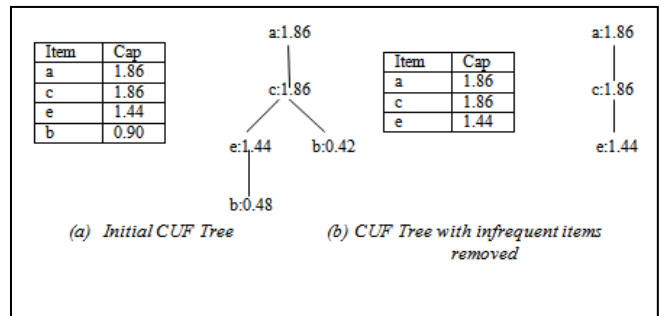 Item Cap
a 1.86
c 1.86
e 1.44
b 0.90
a:1.86
c:1.86
e:1.44 b:0.42
b:0.48
(a) Initial CUF Tree
Item Cap
a 1.86
c 1.86
e 1.44
a:1.86
c:1.86
e:1.44
(b) CUF Tree with infrequent items
removed